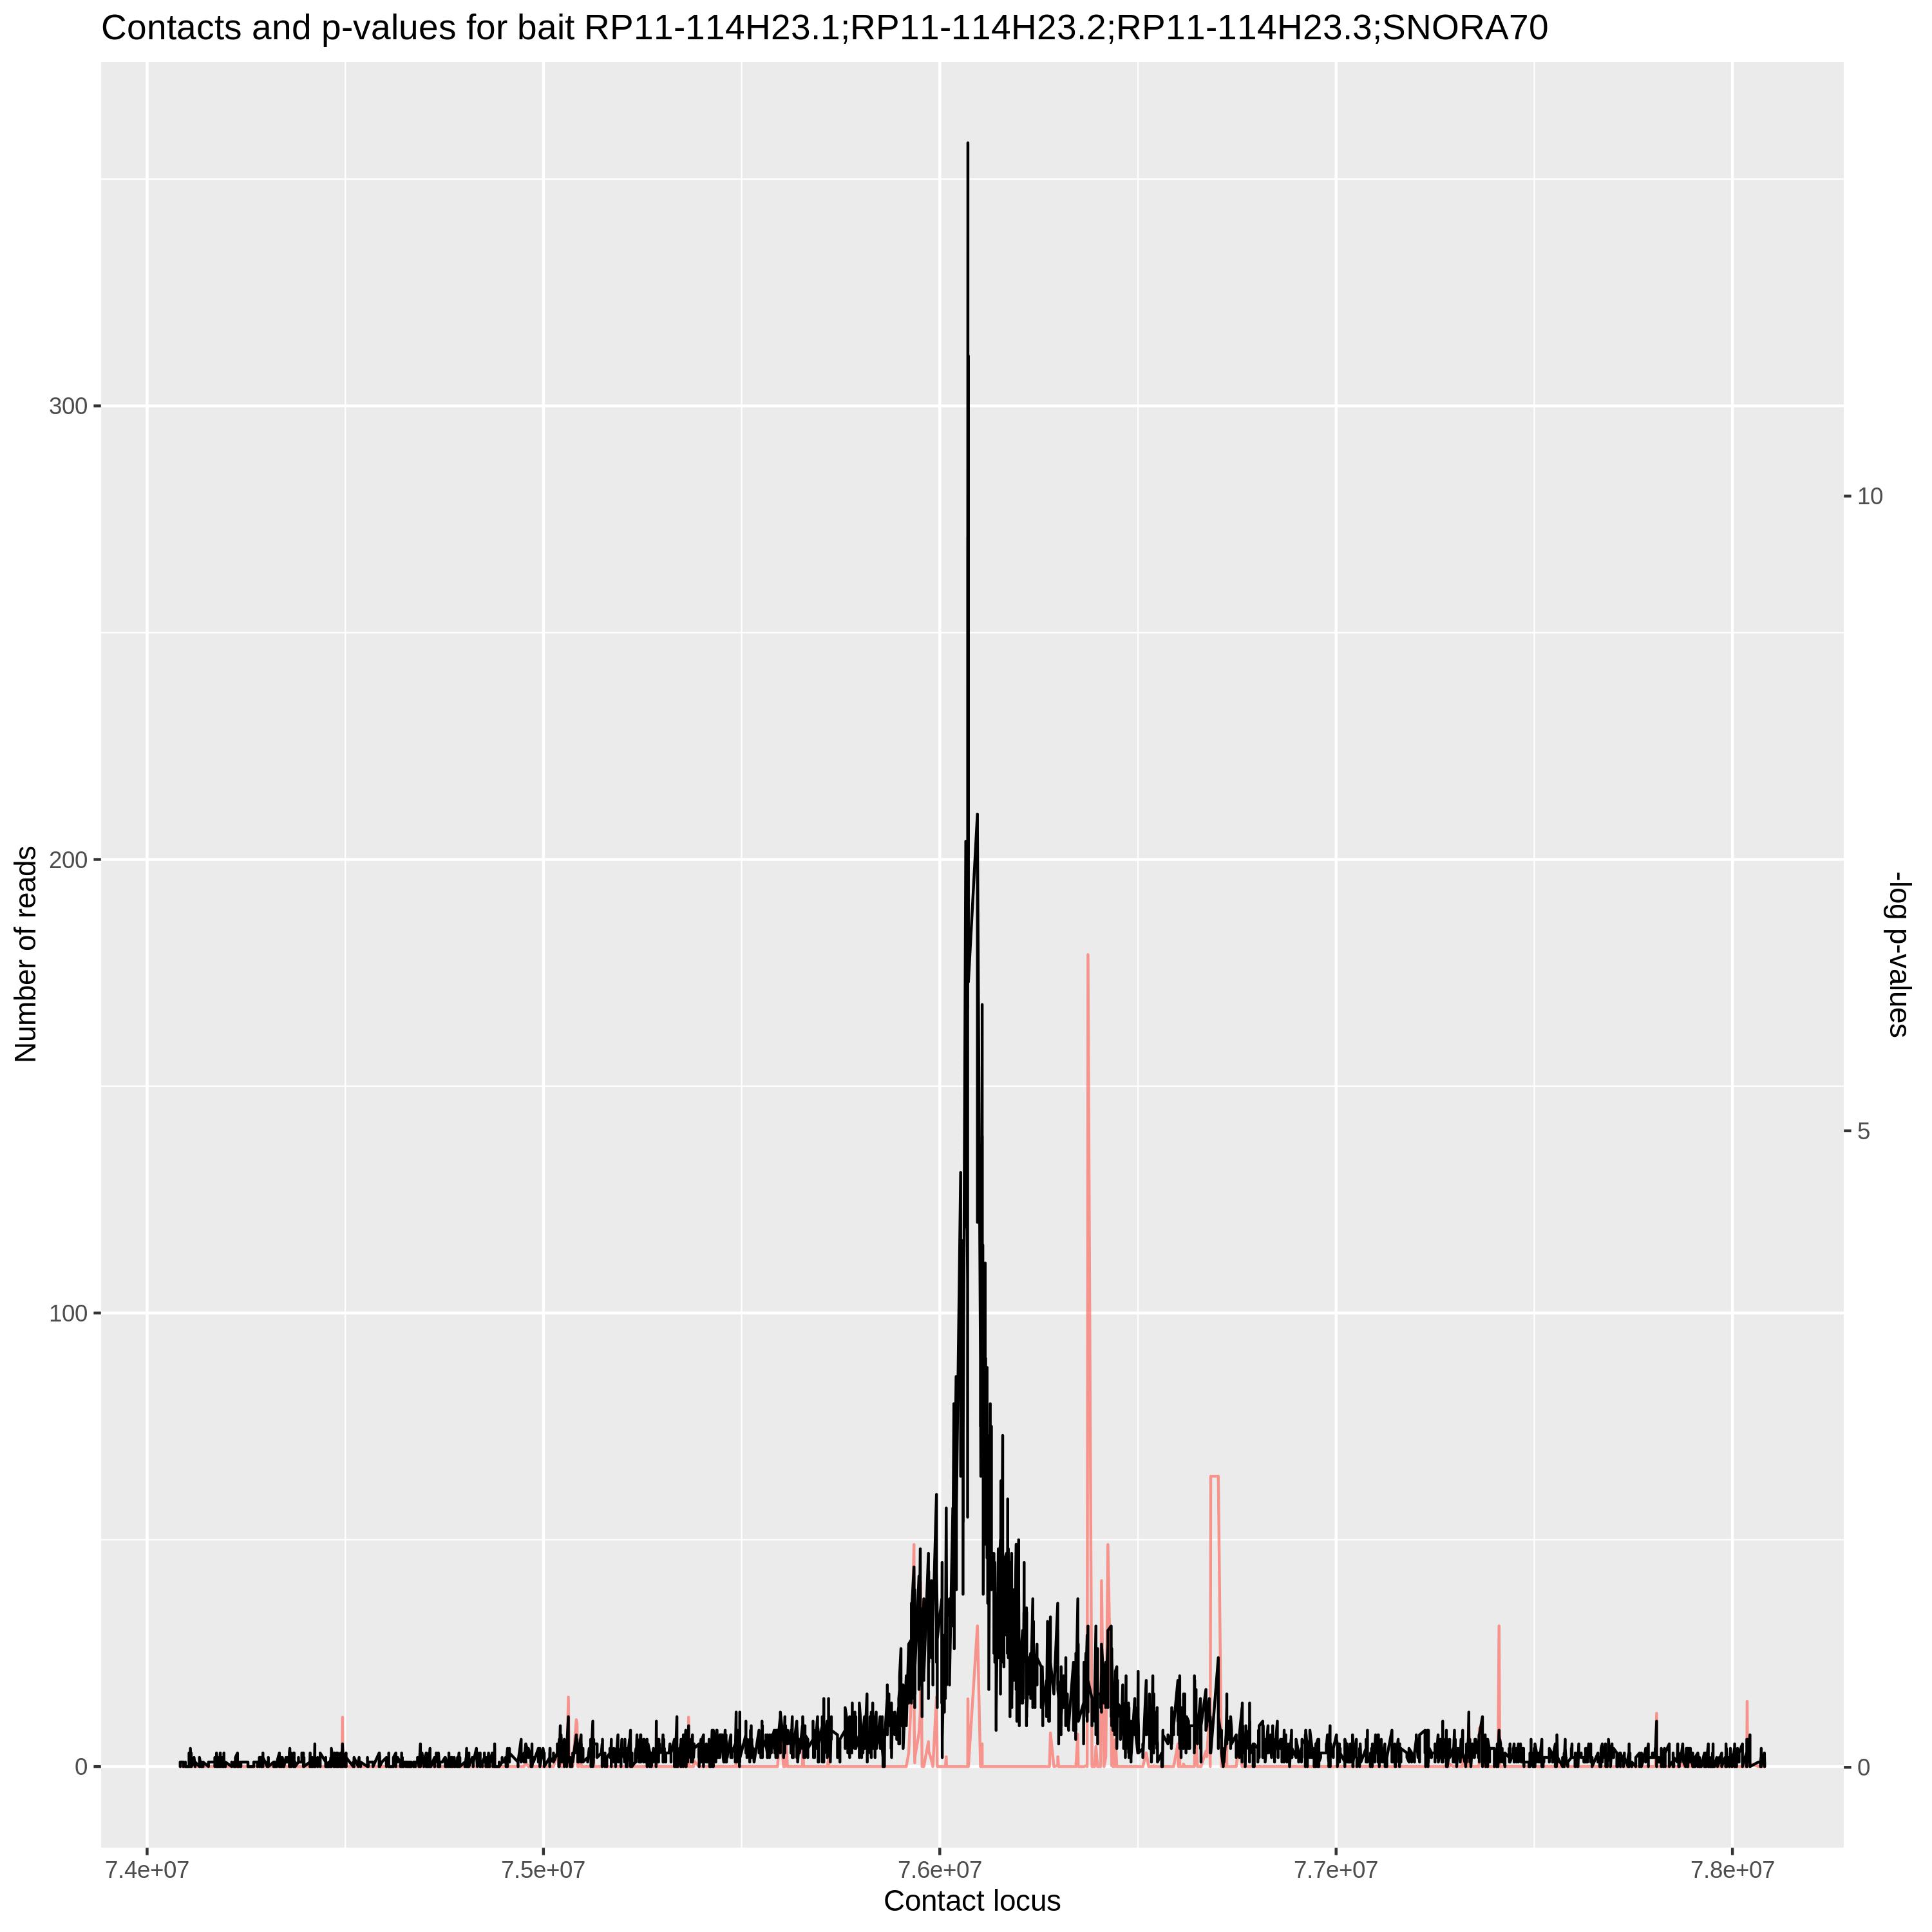 Contacts and p-values for bait RP11-114H23.1;RP11-114H23.2;RP11-114H23.3;SNORA70
300
200
100
0
Number of reads
10
5
0
-log p-values
7.4e+07 7.5e+07 7.6e+07 7.7e+07 7.8e+07
Contact locus